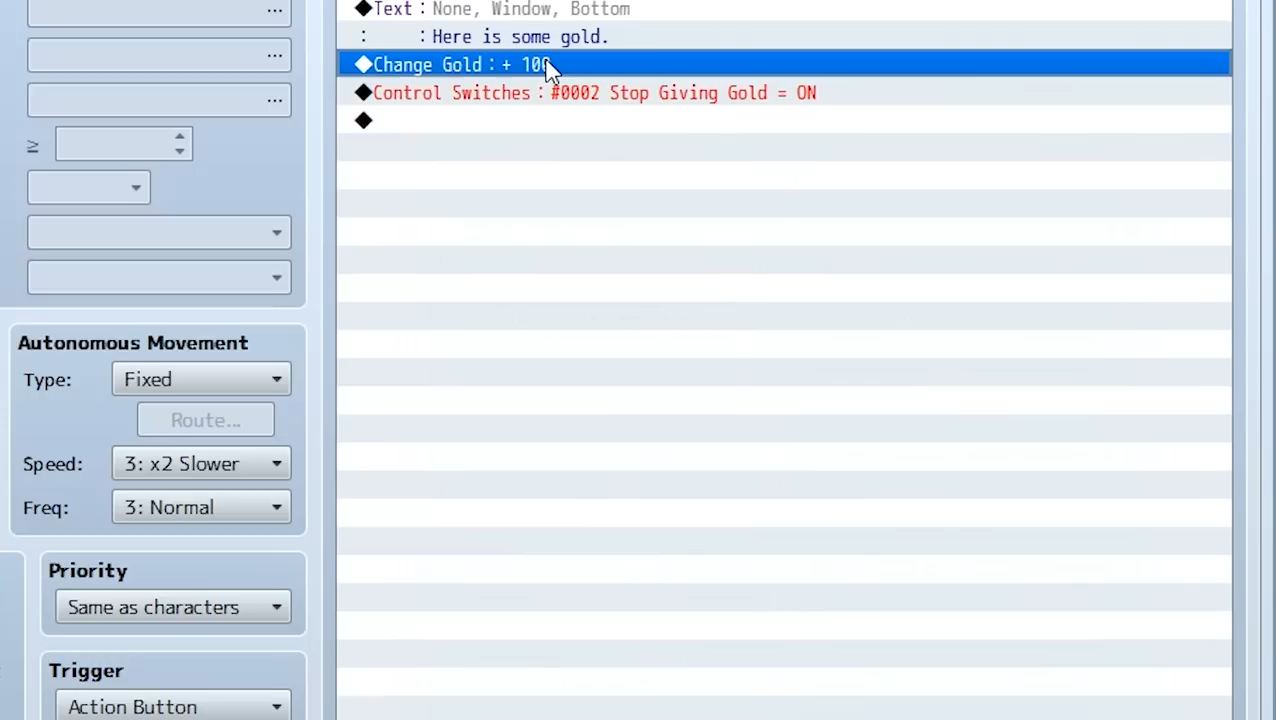 ...
...
...
≥
Autonomous Movement
Type: Fixed
Route...
Speed: 3: x2 Slower
Freq: 3: Normal
Priority
Same as characters
Trigger
Action Button
◆Text : None, Window, Bottom
: : Here is some gold.
◆Change Gold : + 100
◆Control Switches : #0002 Stop Giving Gold = ON
◆